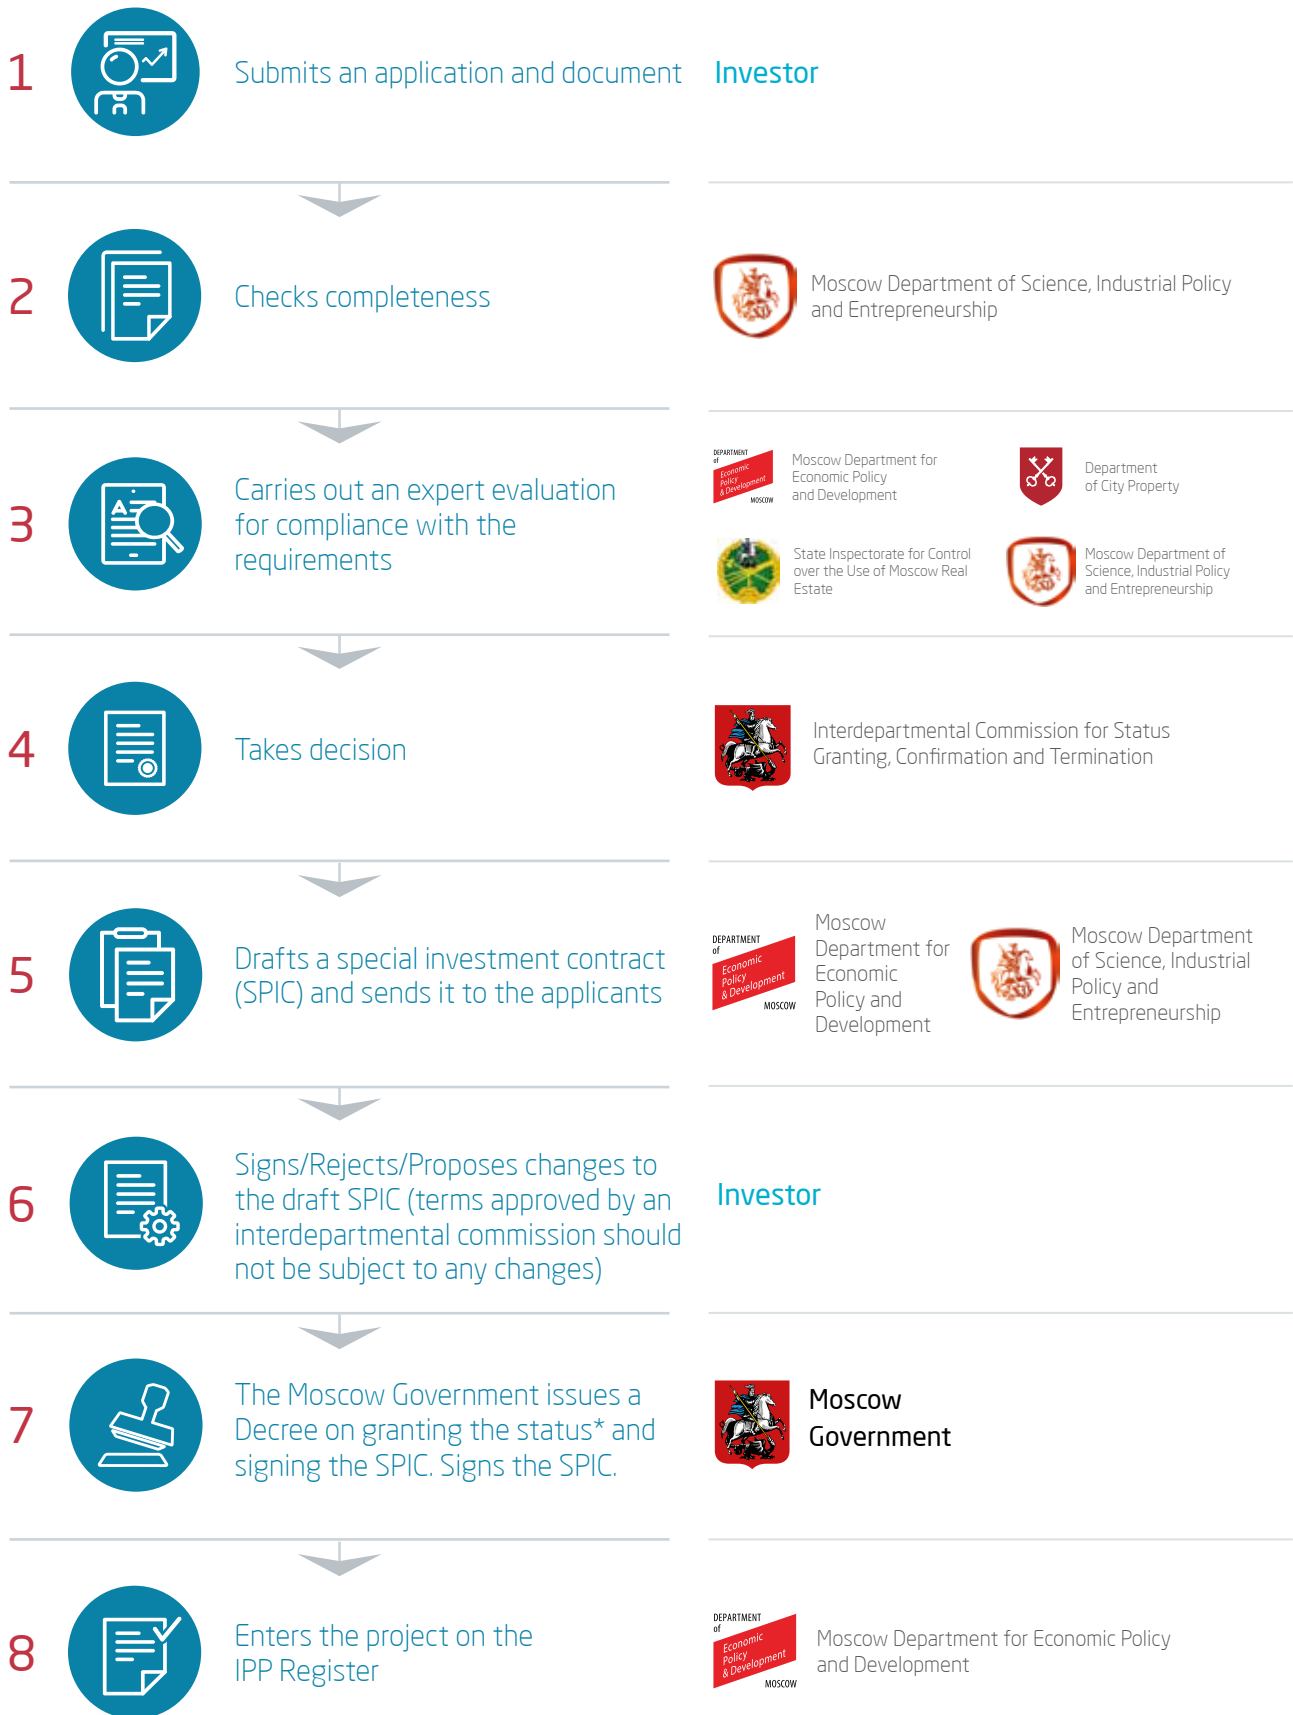 1
Submits an application and document
Investor
2
Checks completeness
Moscow Department of Science, Industrial Policy
and Entrepreneurship
3
Carries out an expert evaluation
for compliance with the
requirements
DEPARTMENT
of
Economic
Policy
& Development
MOSCOW
Moscow Department for
Economic Policy
and Development
Department
of City Property
State Inspectorate for Control
over the Use of Moscow Real
Estate
Moscow Department of
Science, Industrial Policy
and Entrepreneurship
4
Takes decision
Interdepartmental Commission for Status
Granting, Confirmation and Termination
5
Drafts a special investment contract
(SPIC) and sends it to the applicants
DEPARTMENT
of
Economic
Policy
& Development
MOSCOW
Moscow
Department for
Economic
Policy and
Development
Moscow Department
of Science, Industrial
Policy and
Entrepreneurship
6
Signs/Rejects/Proposes changes to
the draft SPIC (terms approved by an
interdepartmental commission should
not be subject to any changes)
Investor
7
The Moscow Government issues a
Decree on granting the status* and
signing the SPIC. Signs the SPIC.
Moscow
Government
8
Enters the project on the
IPP Register
DEPARTMENT
of
Economic
Policy
& Development
MOSCOW
Moscow Department for Economic Policy
and Development